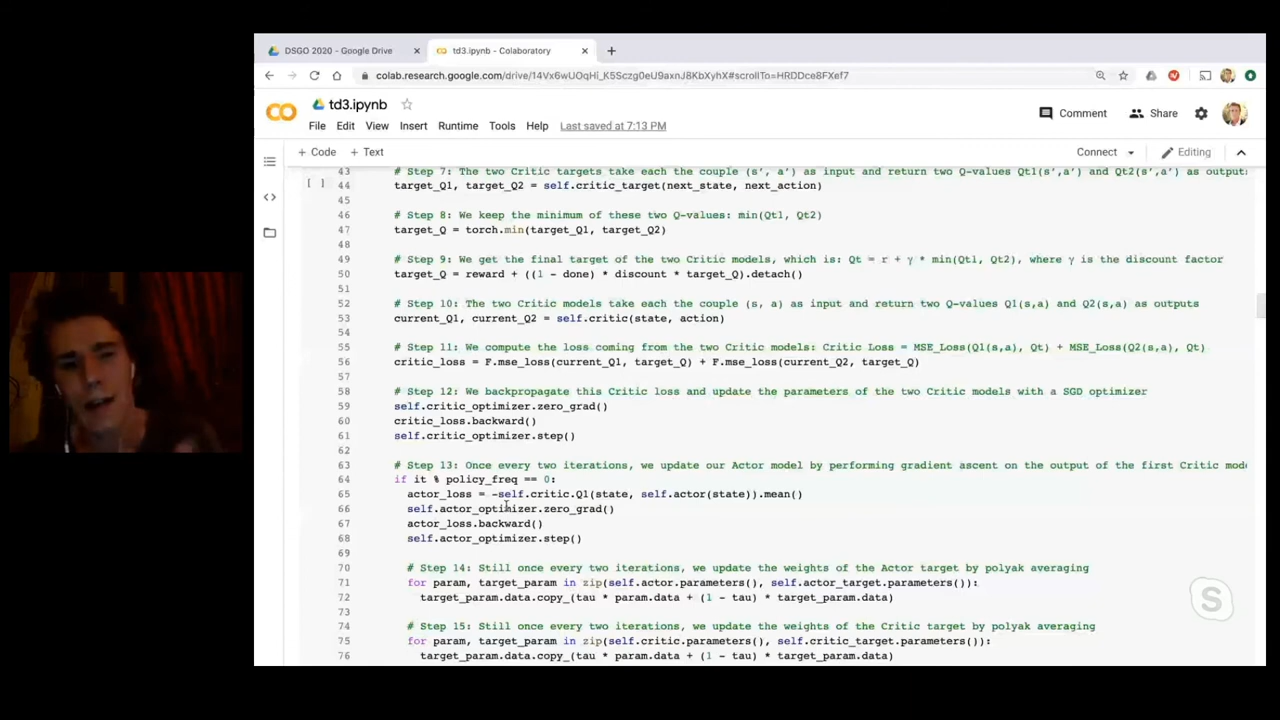 DSGO 2020 - Google Drive
td3.ipynb - Colaboratory
colab.research.google.com/drive/14Vx6wUOqHi_K5Sczg0eU9axnJ8KbXyhX#scrollTo=HRDDce8FXef7
td3.ipynb
Comment
Share
File Edit View Insert Runtime Tools Help Last saved at 7:13 PM
+ Code + Text
Connect
Editing
43 # Step 7: The two Critic targets take each the couple (s', a') as input and return two Q-values Qt1(s',a') and Qt2(s',a') as output
[ ] 44 target_Q1, target_Q2 = self.critic_target(next_state, next_action)
45
46 # Step 8: We keep the minimum of these two Q-values: min(Qt1, Qt2)
47 target_Q = torch.min(target_Q1, target_Q2)
48
49 # Step 9: We get the final target of the two Critic models, which is: Qt = r + γ * min(Qt1, Qt2), where γ is the discount factor
50 target_Q = reward + ((1 - done) * discount * target_Q).detach()
51
52 # Step 10: The two Critic models take each the couple (s, a) as input and return two Q-values Q1(s,a) and Q2(s,a) as outputs
53 current_Q1, current_Q2 = self.critic(state, action)
54
55 # Step 11: We compute the loss coming from the two Critic models: Critic Loss = MSE_Loss(Q1(s,a), Qt) + MSE_Loss(Q2(s,a), Qt)
56 critic_loss = F.mse_loss(current_Q1, target_Q) + F.mse_loss(current_Q2, target_Q)
57
58 # Step 12: We backpropagate this Critic loss and update the parameters of the two Critic models with a SGD optimizer
59 self.critic_optimizer.zero_grad()
60 critic_loss.backward()
61 self.critic_optimizer.step()
62
63 # Step 13: Once every two iterations, we update our Actor model by performing gradient ascent on the output of the first Critic mode
64 if it % policy_freq == 0:
65 actor_loss = -self.critic.Q1(state, self.actor(state)).mean()
66 self.actor_optimizer.zero_grad()
67 actor_loss.backward()
68 self.actor_optimizer.step()
69
70 # Step 14: Still once every two iterations, we update the weights of the Actor target by polyak averaging
71 for param, target_param in zip(self.actor.parameters(), self.actor_target.parameters()):
72 target_param.data.copy_(tau * param.data + (1 - tau) * target_param.data)
73
74 # Step 15: Still once every two iterations, we update the weights of the Critic target by polyak averaging
75 for param, target_param in zip(self.critic.parameters(), self.critic_target.parameters()):
76 target_param.data.copy_(tau * param.data + (1 - tau) * target_param.data)
S